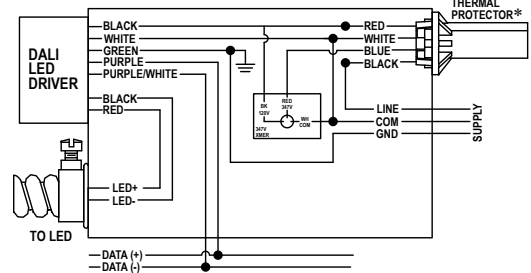 THERMAL
PROTECTOR*
BLACK
WHITE
GREEN
PURPLE
PURPLE/WHITE
BLACK
RED
DALI
LED
DRIVER
RED
WHITE
BLUE
BLACK
BK
120V
RED
347V
WH
COM
347V
XMER
LINE
COM
GND
SUPPLY
LED+
LED-
TO LED
DATA (+)
DATA (-)